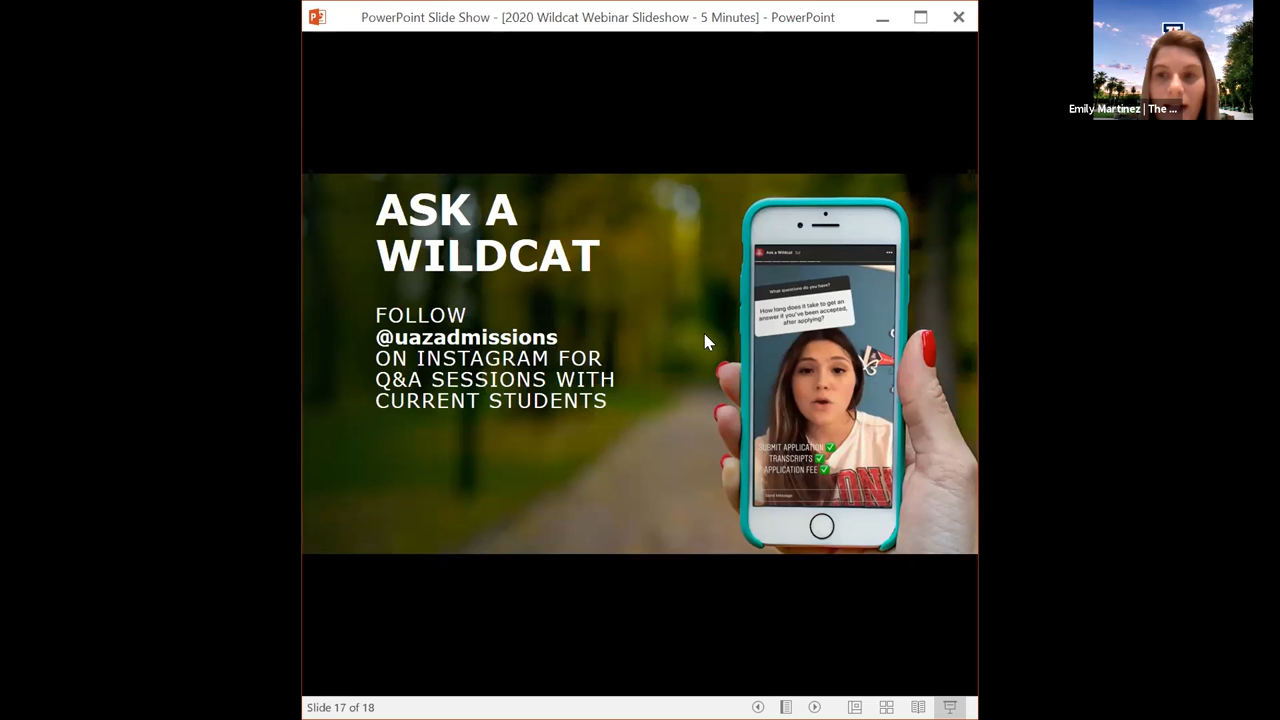 PowerPoint Slide Show - [2020 Wildcat Webinar Slideshow - 5 Minutes] - PowerPoint
Emily Martinez | The ...
ASK A
WILDCAT
FOLLOW
@uazadmissions
ON INSTAGRAM FOR
Q&A SESSIONS WITH
CURRENT STUDENTS
Ask a Wildcat
What questions do you have?
How long does it take to get an
answer if you've been accepted,
after applying?
SUBMIT APPLICATION ✅
TRANSCRIPTS ✅
APPLICATION FEE ✅
Send Message
Slide 17 of 18